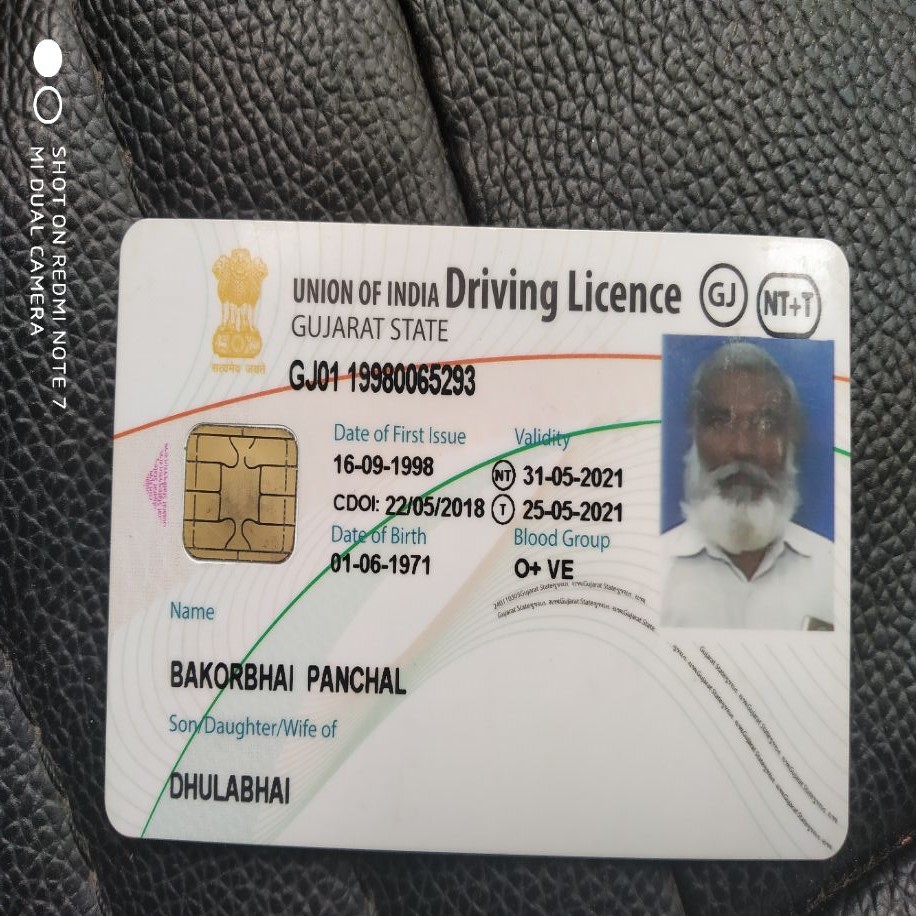 SHOT ON REDMI NOTE 7
MI DUAL CAMERA
UNION OF INDIA Driving Licence
GJ
NT+T
GUJARAT STATE
सत्यमेव जयते
GJ01 19980065293
Date of First Issue
Validity
16-09-1998
NT 31-05-2021
CDOI: 22/05/2018
T 25-05-2021
Date of Birth
Blood Group
01-06-1971
O+ VE
Name
BAKORBHAI PANCHAL
Son/Daughter/Wife of
DHULABHAI